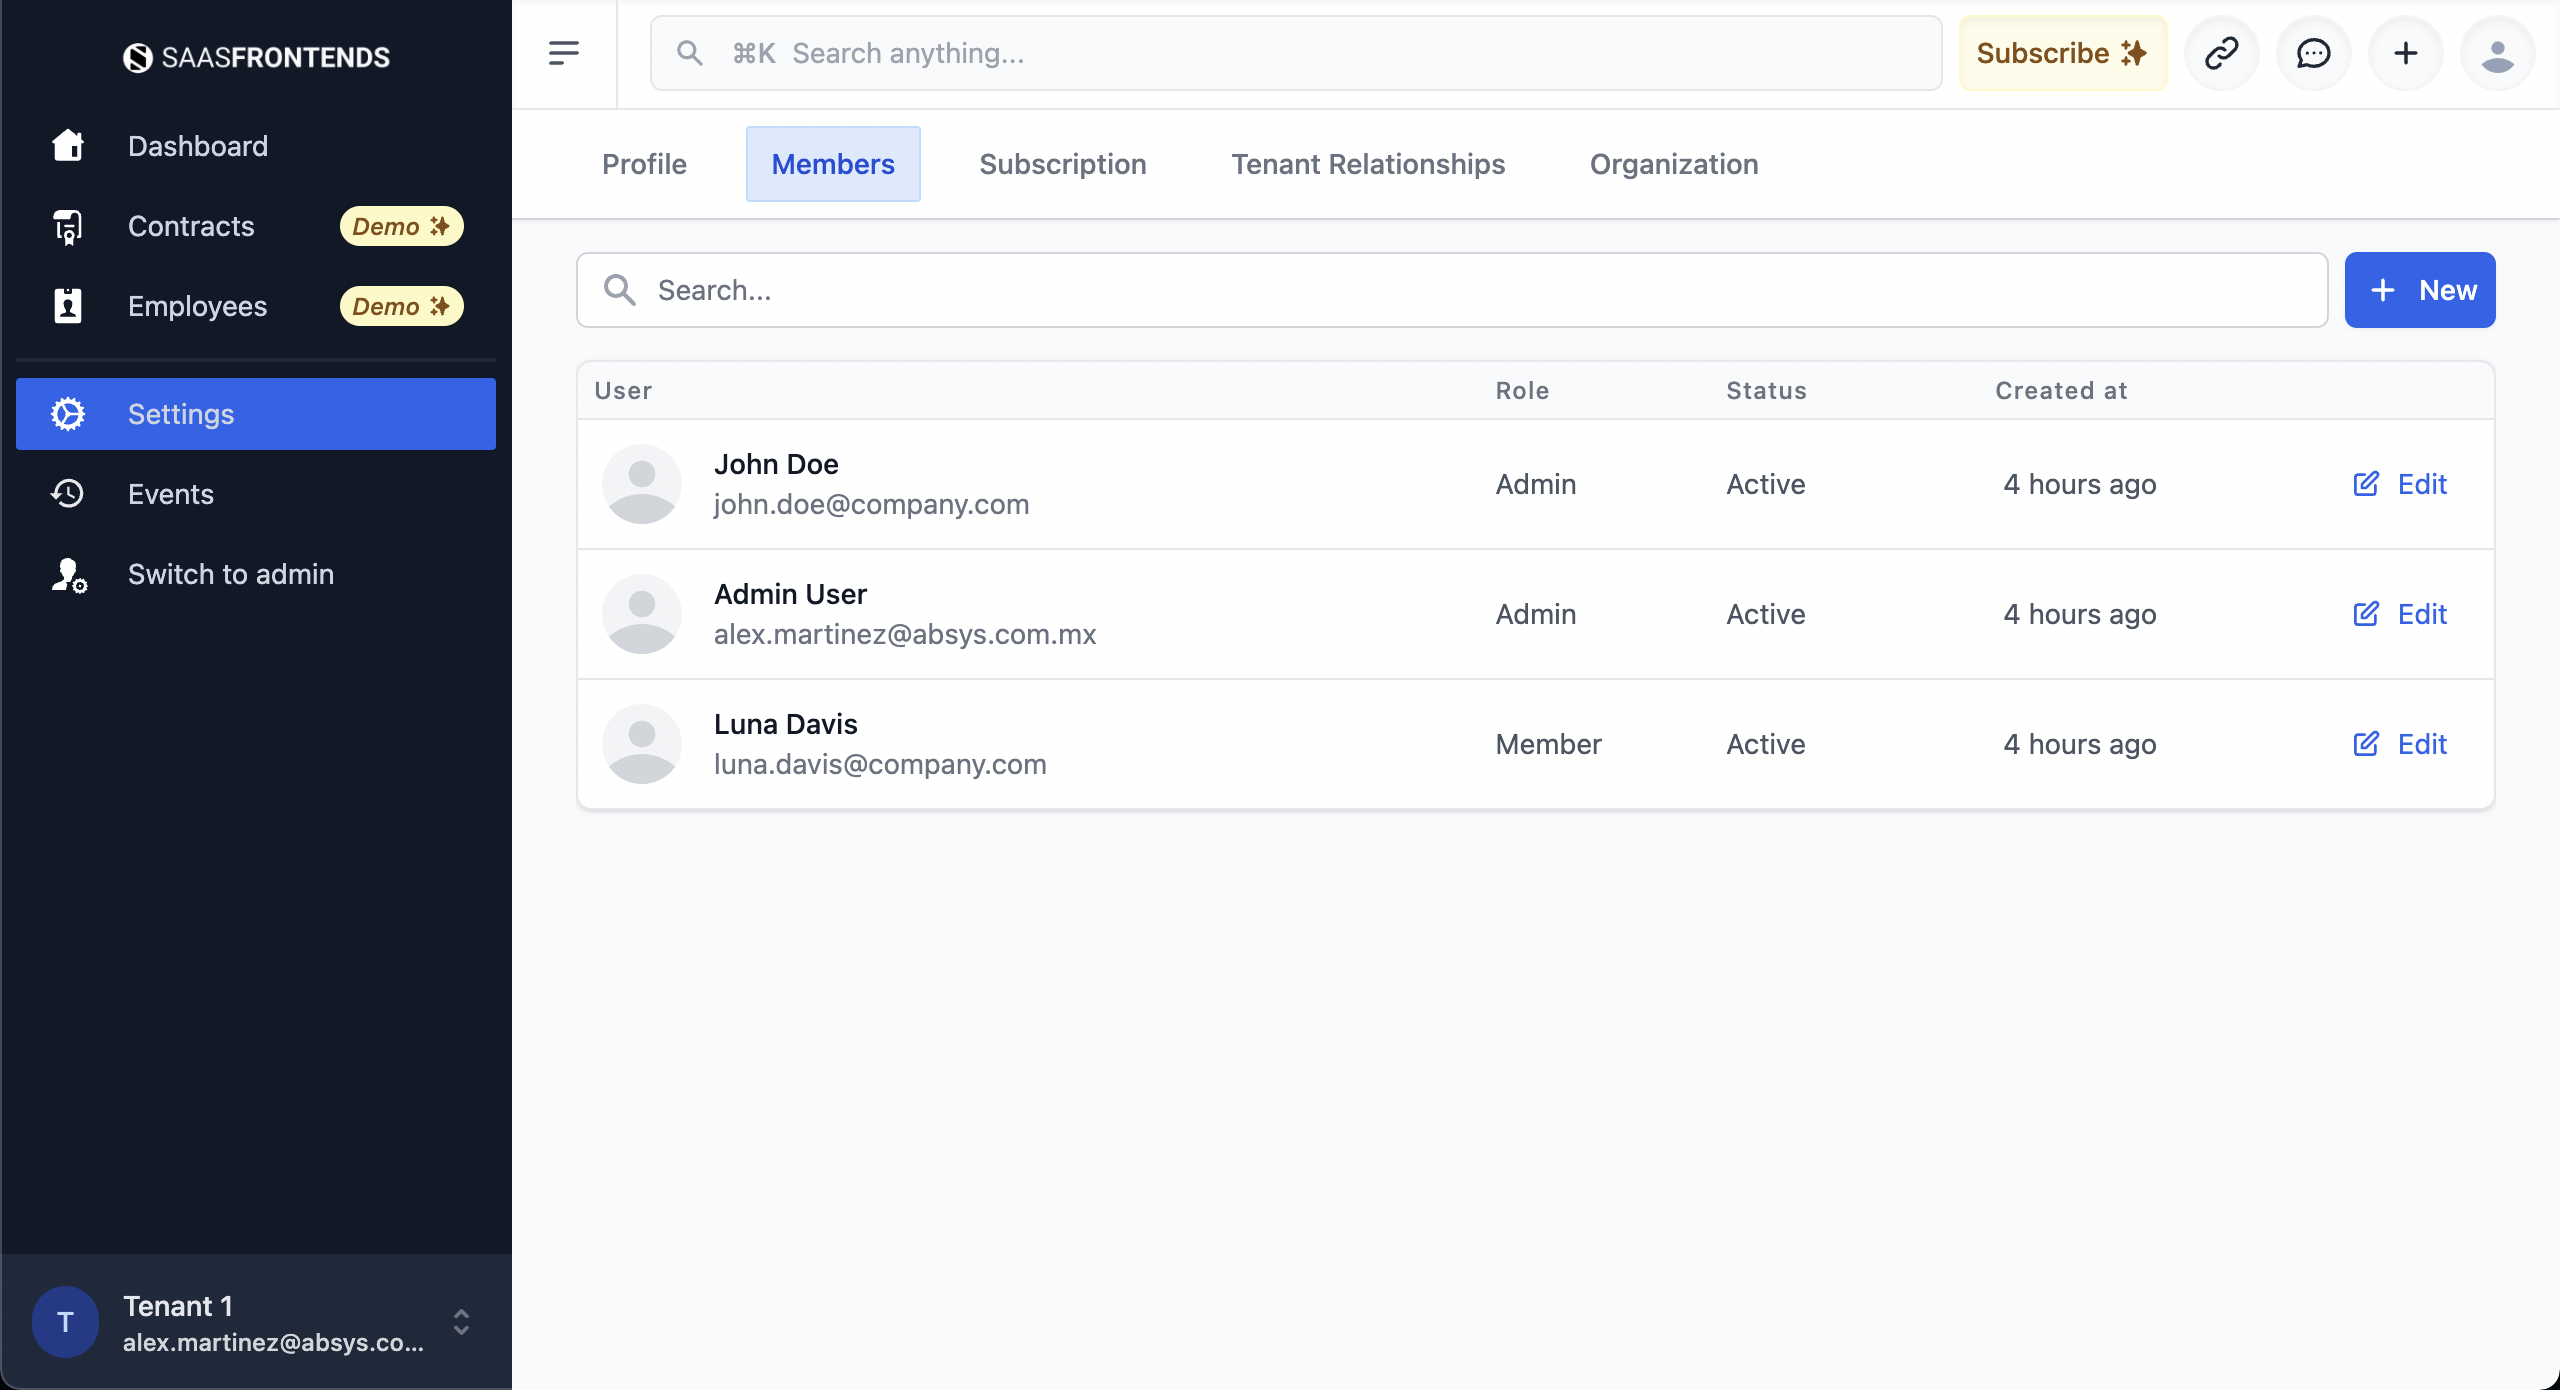 SAASFRONTENDS
Dashboard
Contracts Demo
Employees Demo
Settings
Events
Switch to admin
T
Tenant 1
alex.martinez@absys.co...
⌘K Search anything...
Subscribe
Profile Members Subscription Tenant Relationships Organization
Search...
New
User Role Status Created at
John Doe
john.doe@company.com
Admin Active 4 hours ago Edit
Admin User
alex.martinez@absys.com.mx
Admin Active 4 hours ago Edit
Luna Davis
luna.davis@company.com
Member Active 4 hours ago Edit